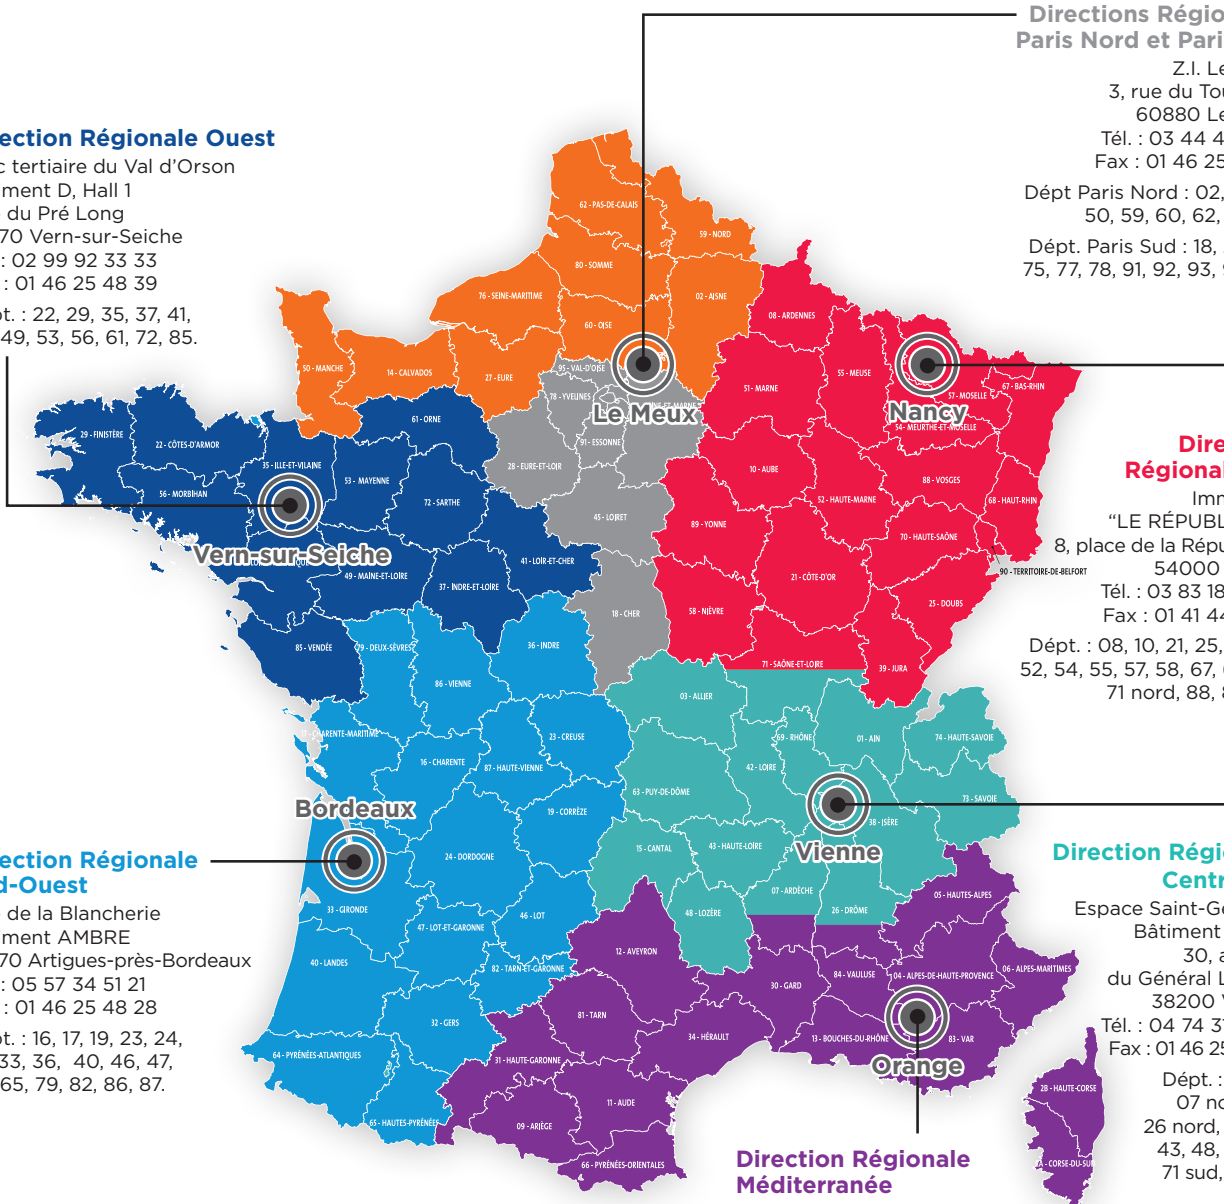 Directions Régio
Paris Nord et Pari
Z.I. Le
3, rue du Tou
60880 Le
Tél. : 03 44 4
Fax : 01 46 25
Dépt Paris Nord : 02,
50, 59, 60, 62,
Dépt. Paris Sud : 18,
75, 77, 78, 91, 92, 93, 9
ection Régionale Ouest
c tertiaire du Val d’Orson
ment D, Hall 1
du Pré Long
70 Vern-sur-Seiche
: 02 99 92 33 33
: 01 46 25 48 39
t. : 22, 29, 35, 37, 41,
49, 53, 56, 61, 72, 85.
62 - PAS-DE-CALAIS
59 - NORD
80 - SOMME
76 - SEINE-MARITIME
02 - AISNE
60 - OISE
08 - ARDENNES
50 - MANCHE
14 - CALVADOS
27 - EURE
95 - VAL-D'OISE
78 - YVELINES
NE-ET-MARNE
Le Meux
91 - ESSONNE
28 - EURE-ET-LOIR
45 - LOIRET
18 - CHER
51 - MARNE
55 - MEUSE
57 - MOSELLE
67 - BAS-RHIN
Nancy
54 - MEURTHE-ET-MOSELLE
10 - AUBE
52 - HAUTE-MARNE
88 - VOSGES
68 - HAUT-RHIN
89 - YONNE
70 - HAUTE-SAÔNE
90 - TERRITOIRE-DE-BELFORT
21 - CÔTE-D'OR
25 - DOUBS
58 - NIÈVRE
71 - SAÔNE-ET-LOIRE
39 - JURA
29 - FINISTÈRE
22 - CÔTES-D'ARMOR
61 - ORNE
35 - ILLE-ET-VILAINE
53 - MAYENNE
56 - MORBIHAN
72 - SARTHE
Vern-sur-Seiche
41 - LOIR-ET-CHER
49 - MAINE-ET-LOIRE
37 - INDRE-ET-LOIRE
85 - VENDÉE
Dire
Régional
Imm
“LE RÉPUBL
8, place de la Répu
54000
Tél. : 03 83 18
Fax : 01 41 44
Dépt. : 08, 10, 21, 25,
52, 54, 55, 57, 58, 67, 6
71 nord, 88, 8
79 - DEUX-SÈVRES
36 - INDRE
86 - VIENNE
17 - CHARENTE-MARITIME
23 - CREUSE
16 - CHARENTE
87 - HAUTE-VIENNE
19 - CORRÈZE
Bordeaux
24 - DORDOGNE
33 - GIRONDE
46 - LOT
47 - LOT-ET-GARONNE
40 - LANDES
82 - TARN-ET-GARONNE
32 - GERS
64 - PYRÉNÉES-ATLANTIQUES
65 - HAUTES-PYRÉNÉES
03 - ALLIER
69 - RHÔNE
01 - AIN
74 - HAUTE-SAVOIE
42 - LOIRE
63 - PUY-DE-DÔME
73 - SAVOIE
38 - ISÈRE
15 - CANTAL
43 - HAUTE-LOIRE
Vienne
07 - ARDÈCHE
26 - DRÔME
48 - LOZÈRE
ection Régionale
d-Ouest
de la Blancherie
ment AMBRE
70 Artigues-près-Bordeaux
: 05 57 34 51 21
: 01 46 25 48 28
t. : 16, 17, 19, 23, 24,
33, 36, 40, 46, 47,
65, 79, 82, 86, 87.
Direction Régio
Centr
Espace Saint-Ge
Bâtiment
30, a
du Général L
38200 V
Tél. : 04 74 31
Fax : 01 46 25
Dépt. :
07 no
26 nord,
43, 48,
71 sud,
05 - HAUTES-ALPES
12 - AVEYRON
30 - GARD
84 - VAUCLUSE
04 - ALPES-DE-HAUTE-PROVENCE
06 - ALPES-MARITIMES
81 - TARN
34 - HÉRAULT
13 - BOUCHES-DU-RHÔNE
83 - VAR
Orange
31 - HAUTE-GARONNE
11 - AUDE
09 - ARIÈGE
66 - PYRÉNÉES-ORIENTALES
2B - HAUTE-CORSE
A - CORSE-DU-SUD
Direction Régionale
Méditerranée